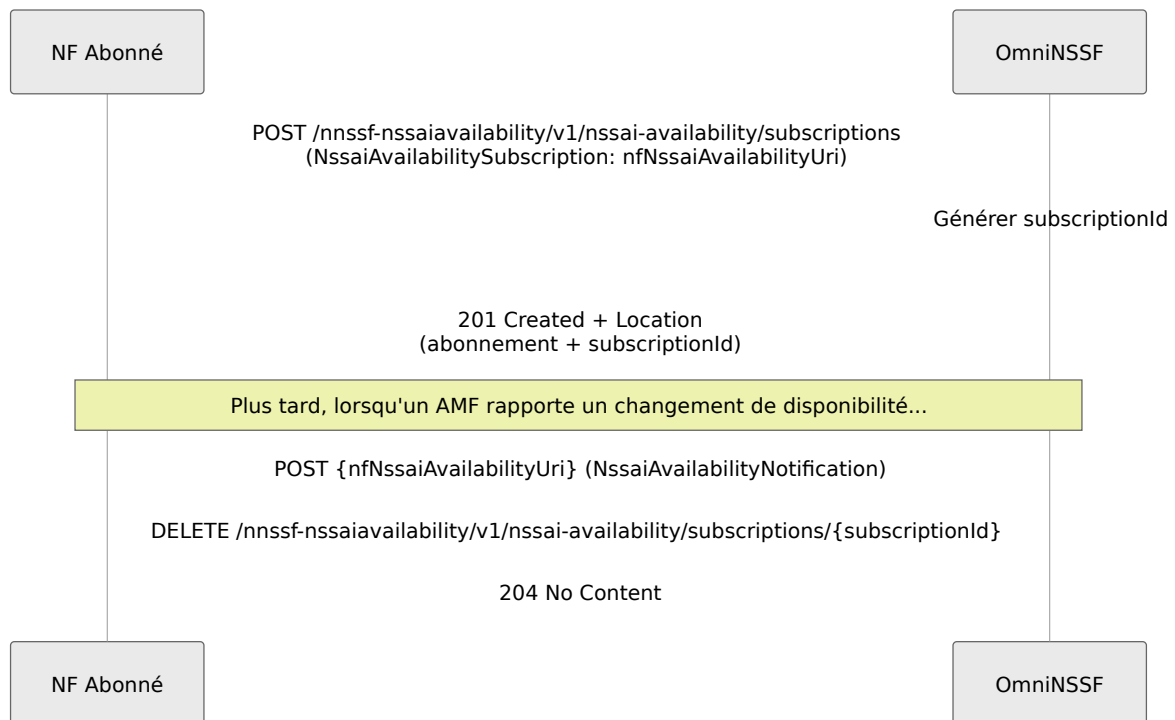 NF Abonné
OmniNSSF
POST /nnssf-nssaiavailability/v1/nssai-availability/subscriptions
(NssaiAvailabilitySubscription: nfNssaiAvailabilityUri)
Générer subscriptionId
201 Created + Location
(abonnement + subscriptionId)
Plus tard, lorsqu'un AMF rapporte un changement de disponibilité...
POST {nfNssaiAvailabilityUri} (NssaiAvailabilityNotification)
DELETE /nnssf-nssaiavailability/v1/nssai-availability/subscriptions/{subscriptionId}
204 No Content
NF Abonné
OmniNSSF